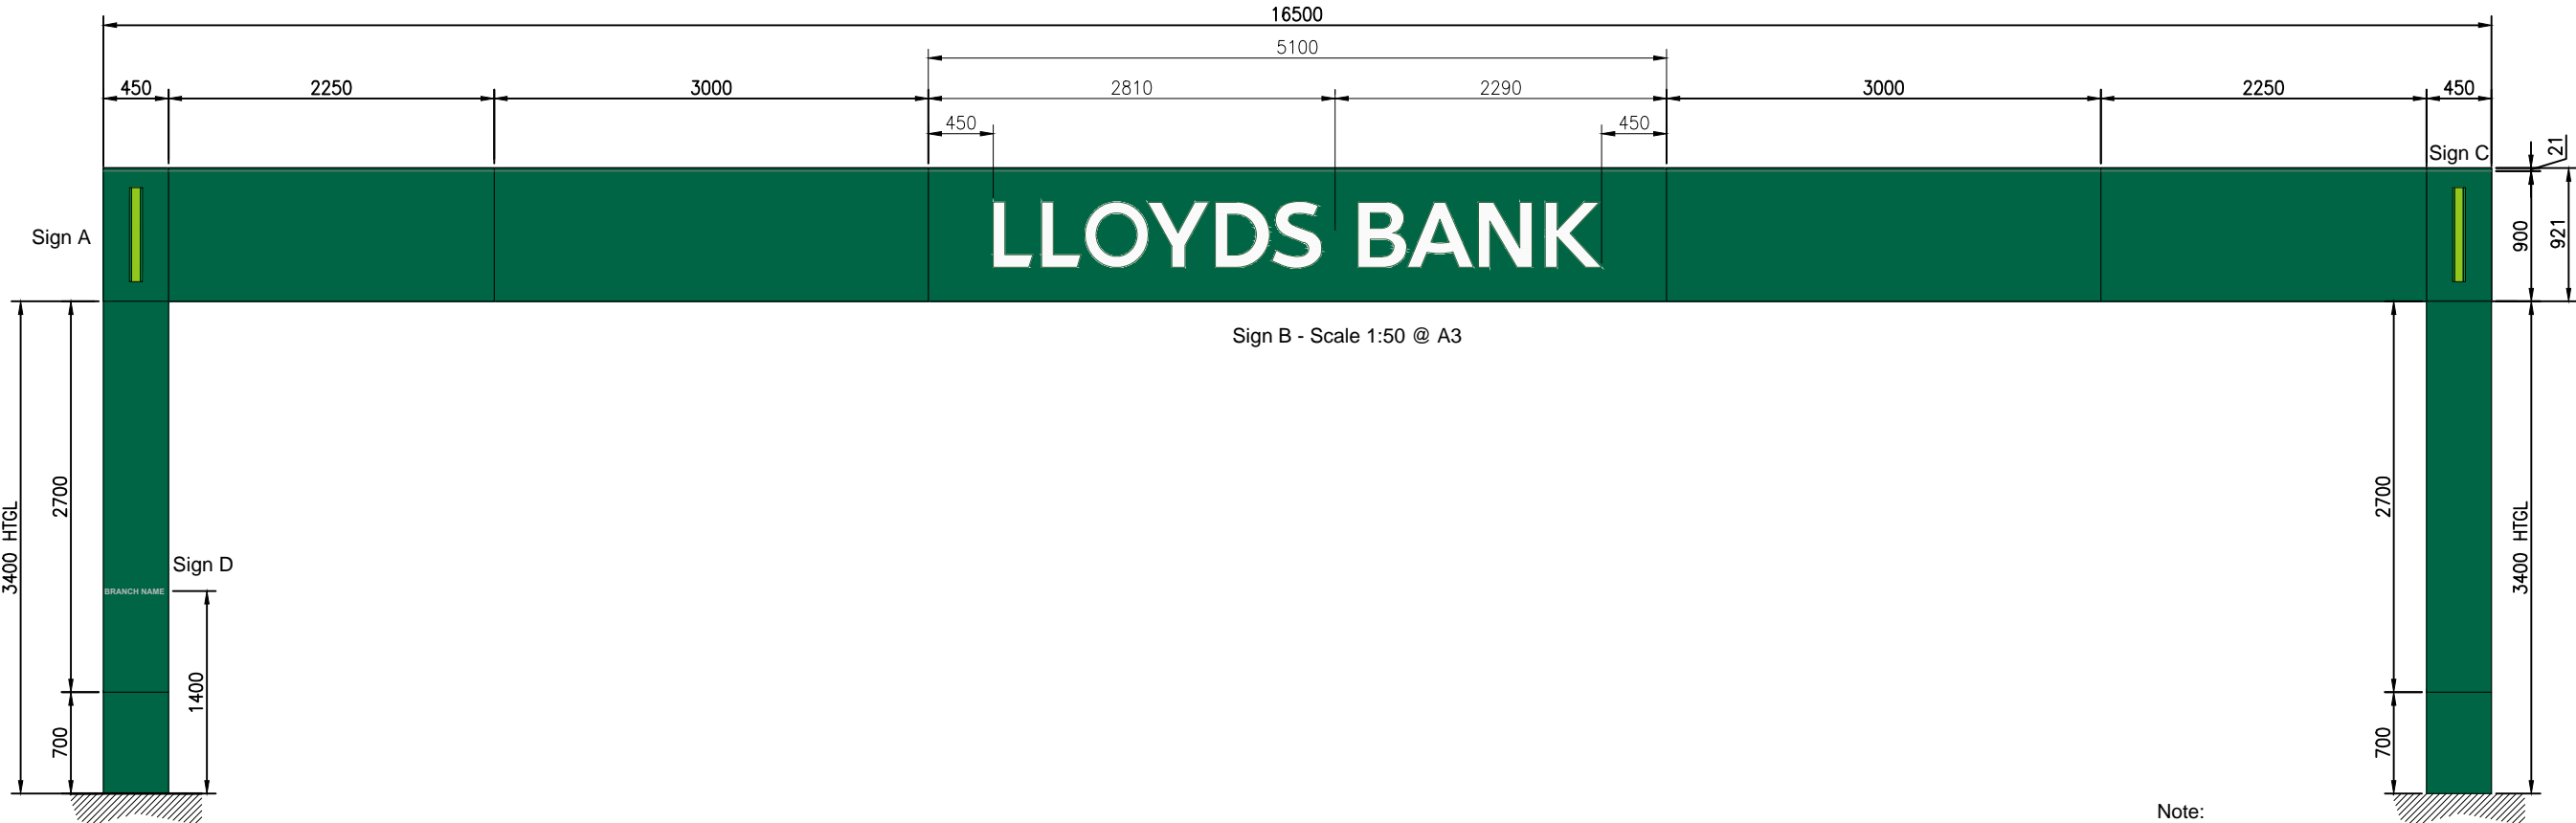 16500
5100
450 2250 3000 2810 2290 3000 2250 450
450 450
21
Sign C
Sign A
LLOYDS BANK
900
921
Sign B - Scale 1:50 @ A3
2700
3400 HTGL
2700
3400 HTGL
Sign D
BRANCH NAME
1400
700
700
Note: